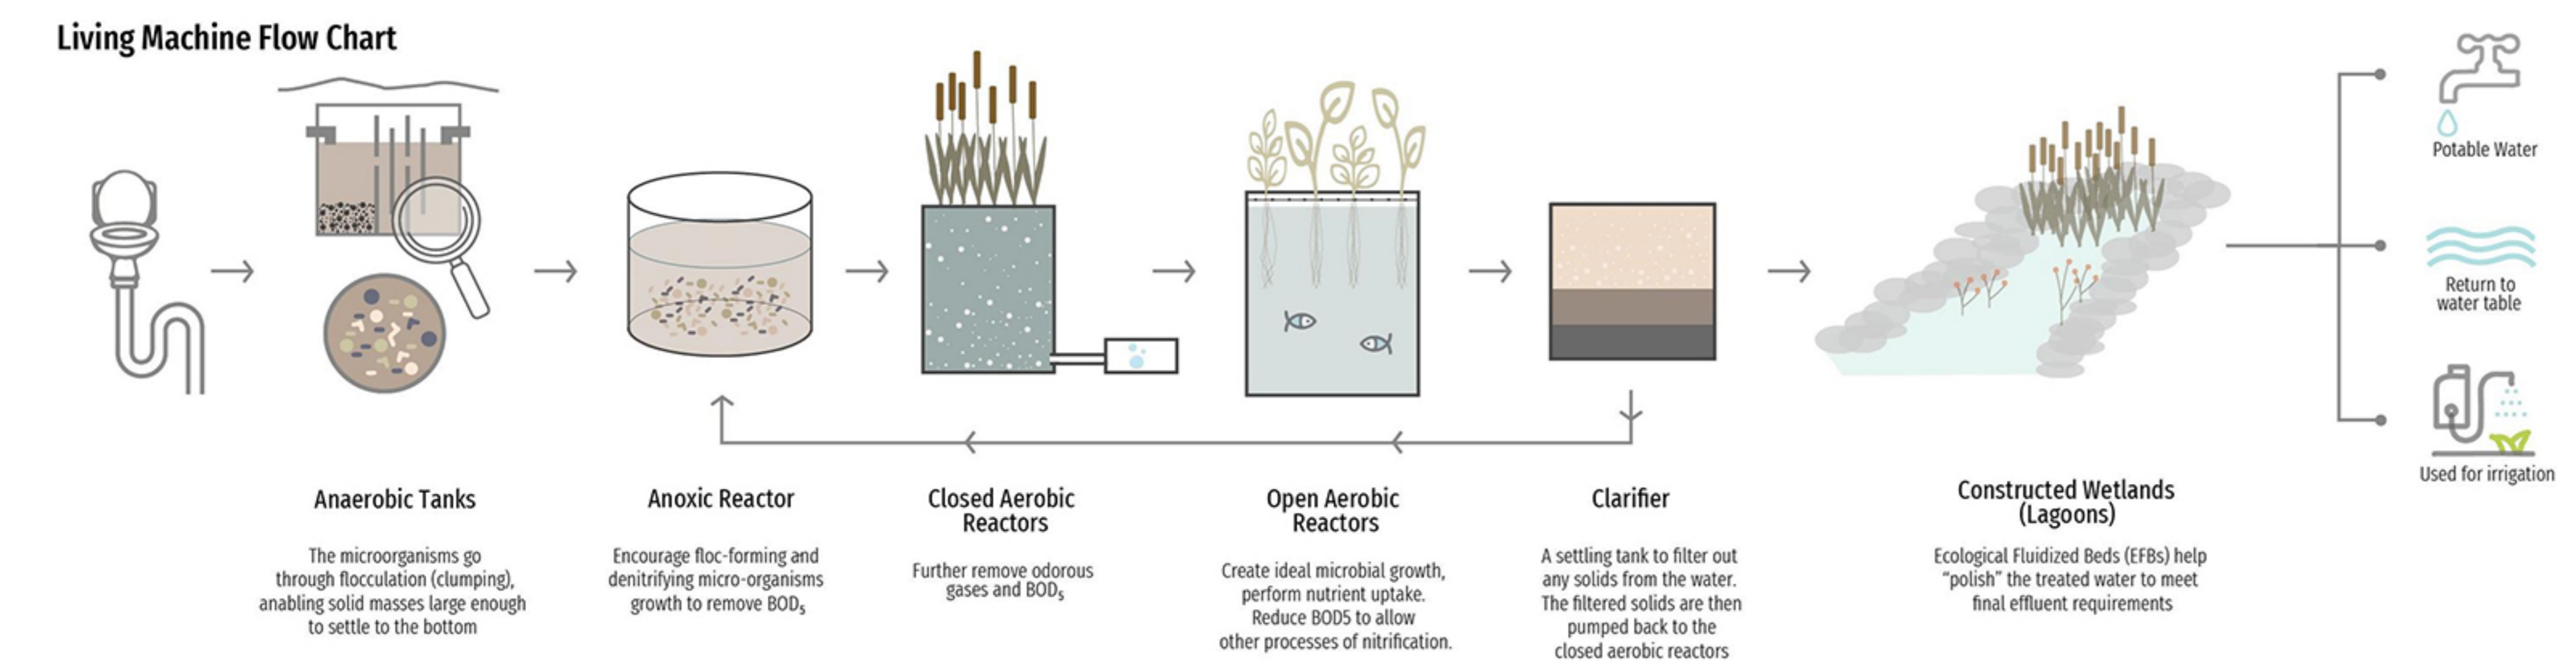 Living Machine Flow Chart
Anaerobic Tanks
The microorganisms go
through flocculation (clumping),
enabling solid masses large enough
to settle to the bottom
Anoxic Reactor
Encourage floc-forming and
denitrifying micro-organisms
growth to remove BOD₅
Closed Aerobic
Reactors
Further remove odorous
gases and BOD₅
Open Aerobic
Reactors
Create ideal microbial growth,
perform nutrient uptake.
Reduce BOD5 to allow
other processes of nitrification.
Clarifier
A settling tank to filter out
any solids from the water.
The filtered solids are then
pumped back to the
closed aerobic reactors
Constructed Wetlands
(Lagoons)
Ecological Fluidized Beds (EFBs) help
“polish” the treated water to meet
final effluent requirements
Potable Water
Return to
water table
Used for irrigation